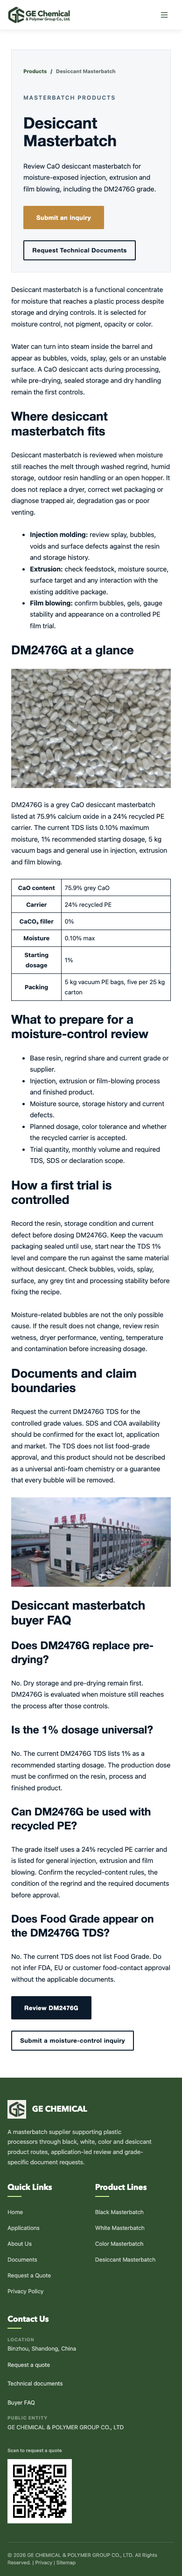 GE Chemical
& Polymer Group Co., Ltd
Products / Desiccant Masterbatch
MASTERBATCH PRODUCTS
Desiccant
Masterbatch
Review CaO desiccant masterbatch for
moisture-exposed injection, extrusion and
film blowing, including the DM2476G grade.
Submit an inquiry
Request Technical Documents
Desiccant masterbatch is a functional concentrate
for moisture that reaches a plastic process despite
storage and drying controls. It is selected for
moisture control, not pigment, opacity or color.
Water can turn into steam inside the barrel and
appear as bubbles, voids, splay, gels or an unstable
surface. A CaO desiccant acts during processing,
while pre-drying, sealed storage and dry handling
remain the first controls.
Where desiccant
masterbatch fits
Desiccant masterbatch is reviewed when moisture
still reaches the melt through washed regrind, humid
storage, outdoor resin handling or an open hopper. It
does not replace a dryer, correct wet packaging or
diagnose trapped air, degradation gas or poor
venting.
• Injection molding: review splay, bubbles,
voids and surface defects against the resin
and storage history.
• Extrusion: check feedstock, moisture source,
surface target and any interaction with the
existing additive package.
• Film blowing: confirm bubbles, gels, gauge
stability and appearance on a controlled PE
film trial.
DM2476G at a glance
DM2476G is a grey CaO desiccant masterbatch
listed at 75.9% calcium oxide in a 24% recycled PE
carrier. The current TDS lists 0.10% maximum
moisture, 1% recommended starting dosage, 5 kg
vacuum bags and general use in injection, extrusion
and film blowing.
CaO content 75.9% grey CaO
Carrier 24% recycled PE
CaCO₃ filler 0%
Moisture 0.10% max
Starting
dosage 1%
Packing 5 kg vacuum PE bags, five per 25 kg
carton
What to prepare for a
moisture-control review
• Base resin, regrind share and current grade or
supplier.
• Injection, extrusion or film-blowing process
and finished product.
• Moisture source, storage history and current
defects.
• Planned dosage, color tolerance and whether
the recycled carrier is accepted.
• Trial quantity, monthly volume and required
TDS, SDS or declaration scope.
How a first trial is
controlled
Record the resin, storage condition and current
defect before dosing DM2476G. Keep the vacuum
packaging sealed until use, start near the TDS 1%
level and compare the run against the same material
without desiccant. Check bubbles, voids, splay,
surface, any grey tint and processing stability before
fixing the recipe.
Moisture-related bubbles are not the only possible
cause. If the result does not change, review resin
wetness, dryer performance, venting, temperature
and contamination before increasing dosage.
Documents and claim
boundaries
Request the current DM2476G TDS for the
controlled grade values. SDS and COA availability
should be confirmed for the exact lot, application
and market. The TDS does not list food-grade
approval, and this product should not be described
as a universal anti-foam chemistry or a guarantee
that every bubble will be removed.
Desiccant masterbatch
buyer FAQ
Does DM2476G replace pre-
drying?
No. Dry storage and pre-drying remain first.
DM2476G is evaluated when moisture still reaches
the process after those controls.
Is the 1% dosage universal?
No. The current DM2476G TDS lists 1% as a
recommended starting dosage. The production dose
must be confirmed on the resin, process and
finished product.
Can DM2476G be used with
recycled PE?
The grade itself uses a 24% recycled PE carrier and
is listed for general injection, extrusion and film
blowing. Confirm the recycled-content rules, the
condition of the regrind and the required documents
before approval.
Does Food Grade appear on
the DM2476G TDS?
No. The current TDS does not list Food Grade. Do
not infer FDA, EU or customer food-contact approval
without the applicable documents.
Review DM2476G
Submit a moisture-control inquiry
GE CHEMICAL
A masterbatch supplier supporting plastic
processors through black, white, color and desiccant
product routes, application-led review and grade-
specific document requests.
Quick Links
Home
Applications
About Us
Documents
Request a Quote
Privacy Policy
Product Lines
Black Masterbatch
White Masterbatch
Color Masterbatch
Desiccant Masterbatch
Contact Us
LOCATION
Binzhou, Shandong, China
Request a quote
Technical documents
Buyer FAQ
PUBLIC ENTITY
GE CHEMICAL & POLYMER GROUP CO., LTD
Scan to request a quote
© 2026 GE CHEMICAL & POLYMER GROUP CO., LTD. All Rights
Reserved. | Privacy | Sitemap